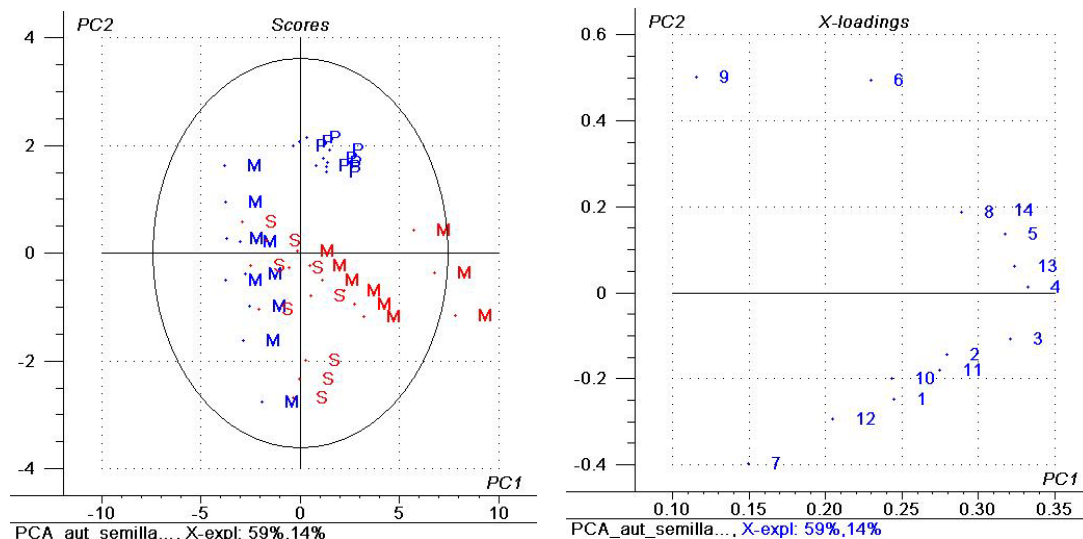 PC2 Scores
4
2
0
-2
-4
M
M
M
M
M
M
M
M
M
S
S
S
S
S
S
S
S
S
P
P
P
P
P
P
P
P
M
M
M
M
M
M
M
M
M
PC1
-10 -5 0 5 10
PCA_aut_semilla..., X-expl: 59%,14%
PC2 X-loadings
0.6
0.4
0.2
0
-0.2
-0.4
9 6
8 14
5
13
4
3
2
11
10
1
12
7
PC1
0.10 0.15 0.20 0.25 0.30 0.35
PCA_aut_semilla..., X-expl: 59%,14%